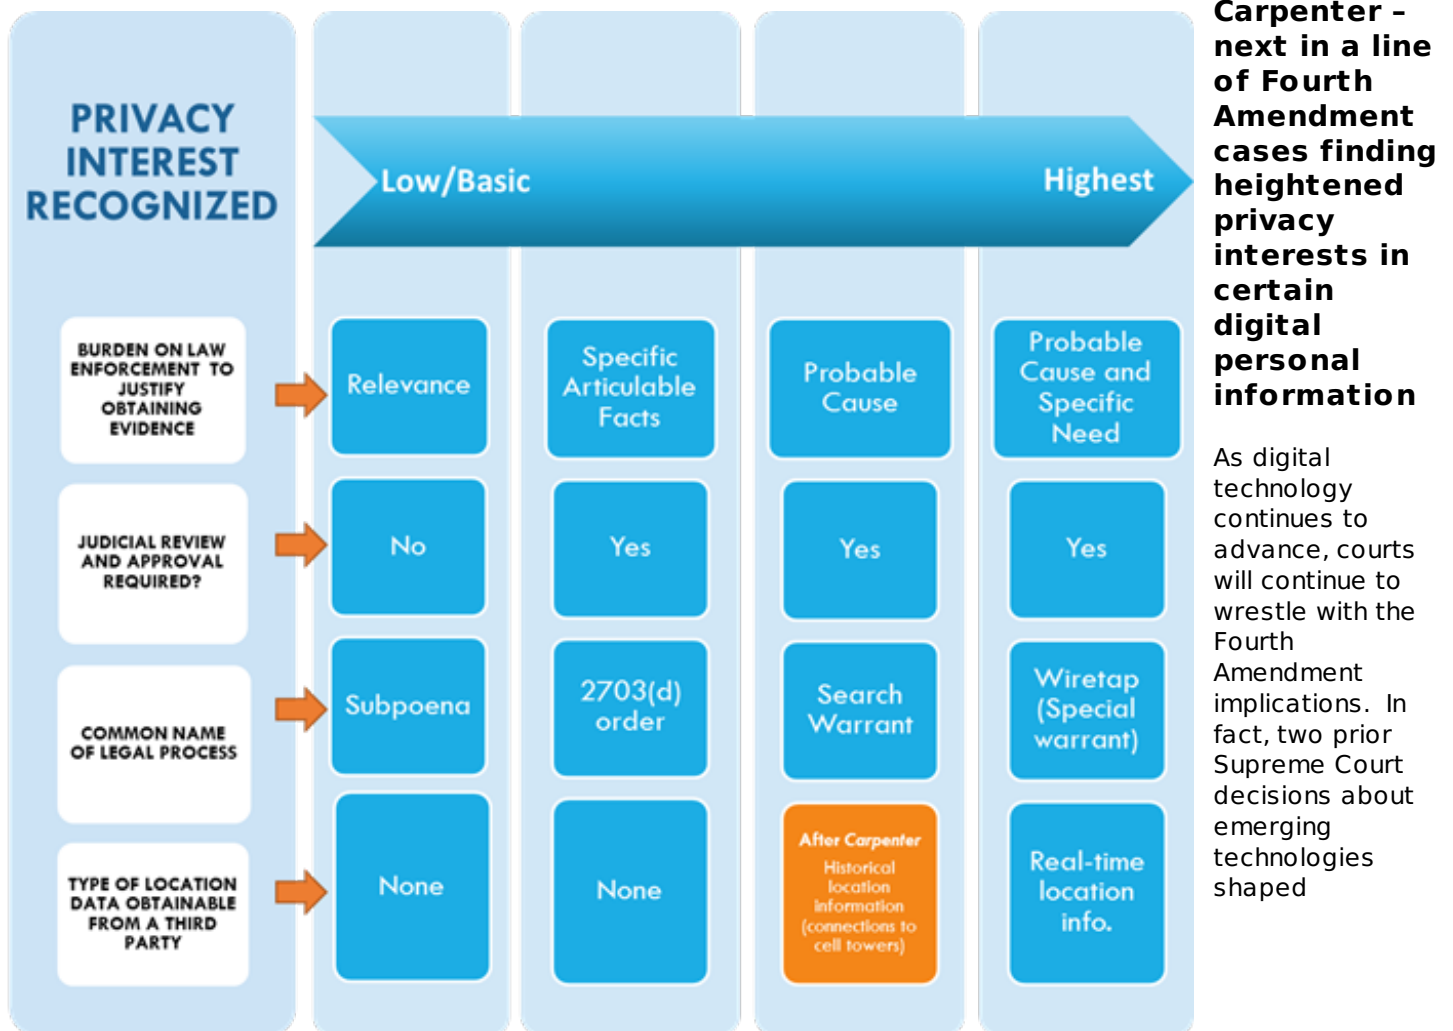 PRIVACY
INTEREST
RECOGNIZED
Low/Basic
Highest
BURDEN ON LAW
ENFORCEMENT TO
JUSTIFY
OBTAINING
EVIDENCE
Relevance
Specific
Articulable
Facts
Probable
Cause
Probable
Cause and
Specific
Need
JUDICIAL REVIEW
AND APPROVAL
REQUIRED?
No
Yes
Yes
Yes
COMMON NAME
OF LEGAL PROCESS
Subpoena
2703(d)
order
Search
Warrant
Wiretap
(Special
warrant)
TYPE OF LOCATION
DATA OBTAINABLE
FROM A THIRD
PARTY
None
None
After Carpenter
Historical
location
information
(connections to
cell towers)
Real-time
location
info.
Carpenter –
next in a line
of Fourth
Amendment
cases finding
heightened
privacy
interests in
certain
digital
personal
information
As digital
technology
continues to
advance, courts
will continue to
wrestle with the
Fourth
Amendment
implications.  In
fact, two prior
Supreme Court
decisions about
emerging
technologies
shaped